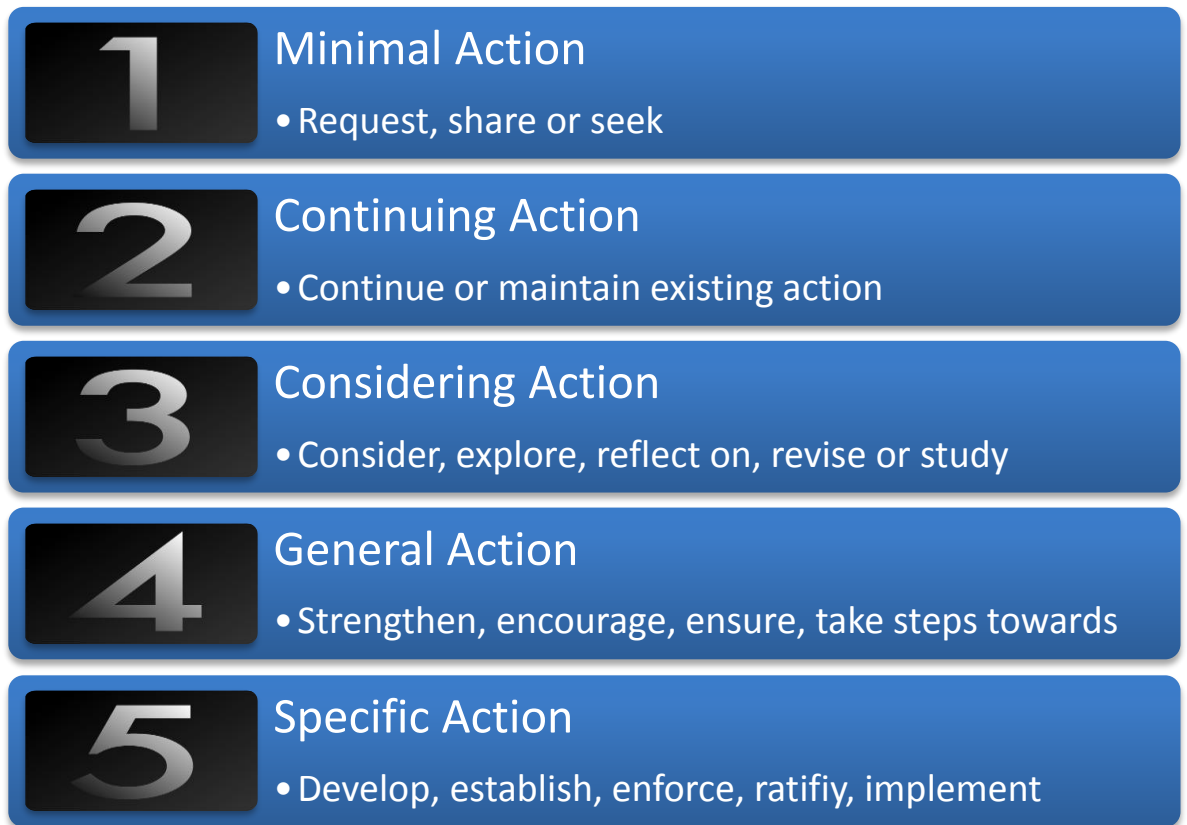 1
Minimal Action
•Request, share or seek
2
Continuing Action
•Continue or maintain existing action
3
Considering Action
•Consider, explore, reflect on, revise or study
4
General Action
•Strengthen, encourage, ensure, take steps towards
5
Specific Action
•Develop, establish, enforce, ratifiy, implement